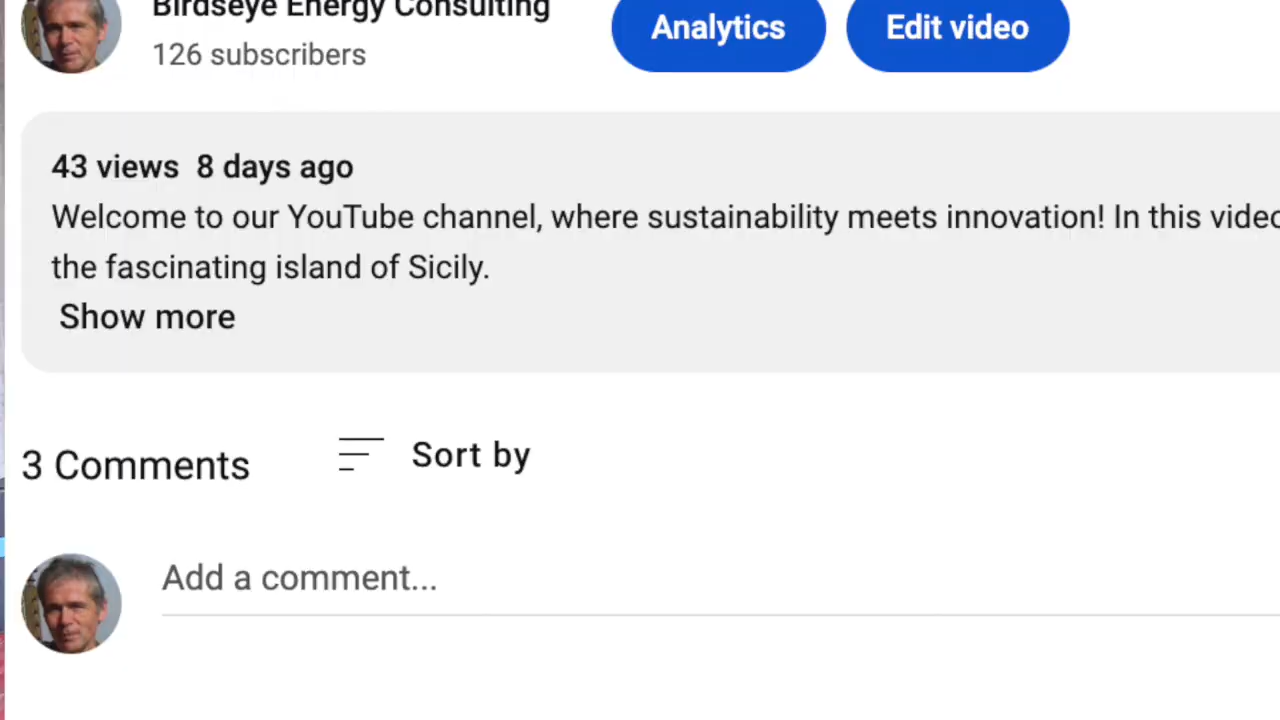 Birdseye Energy Consulting
126 subscribers
Analytics
Edit video
43 views 8 days ago
Welcome to our YouTube channel, where sustainability meets innovation! In this
the fascinating island of Sicily.
Show more
3 Comments
Sort by
Add a comment...